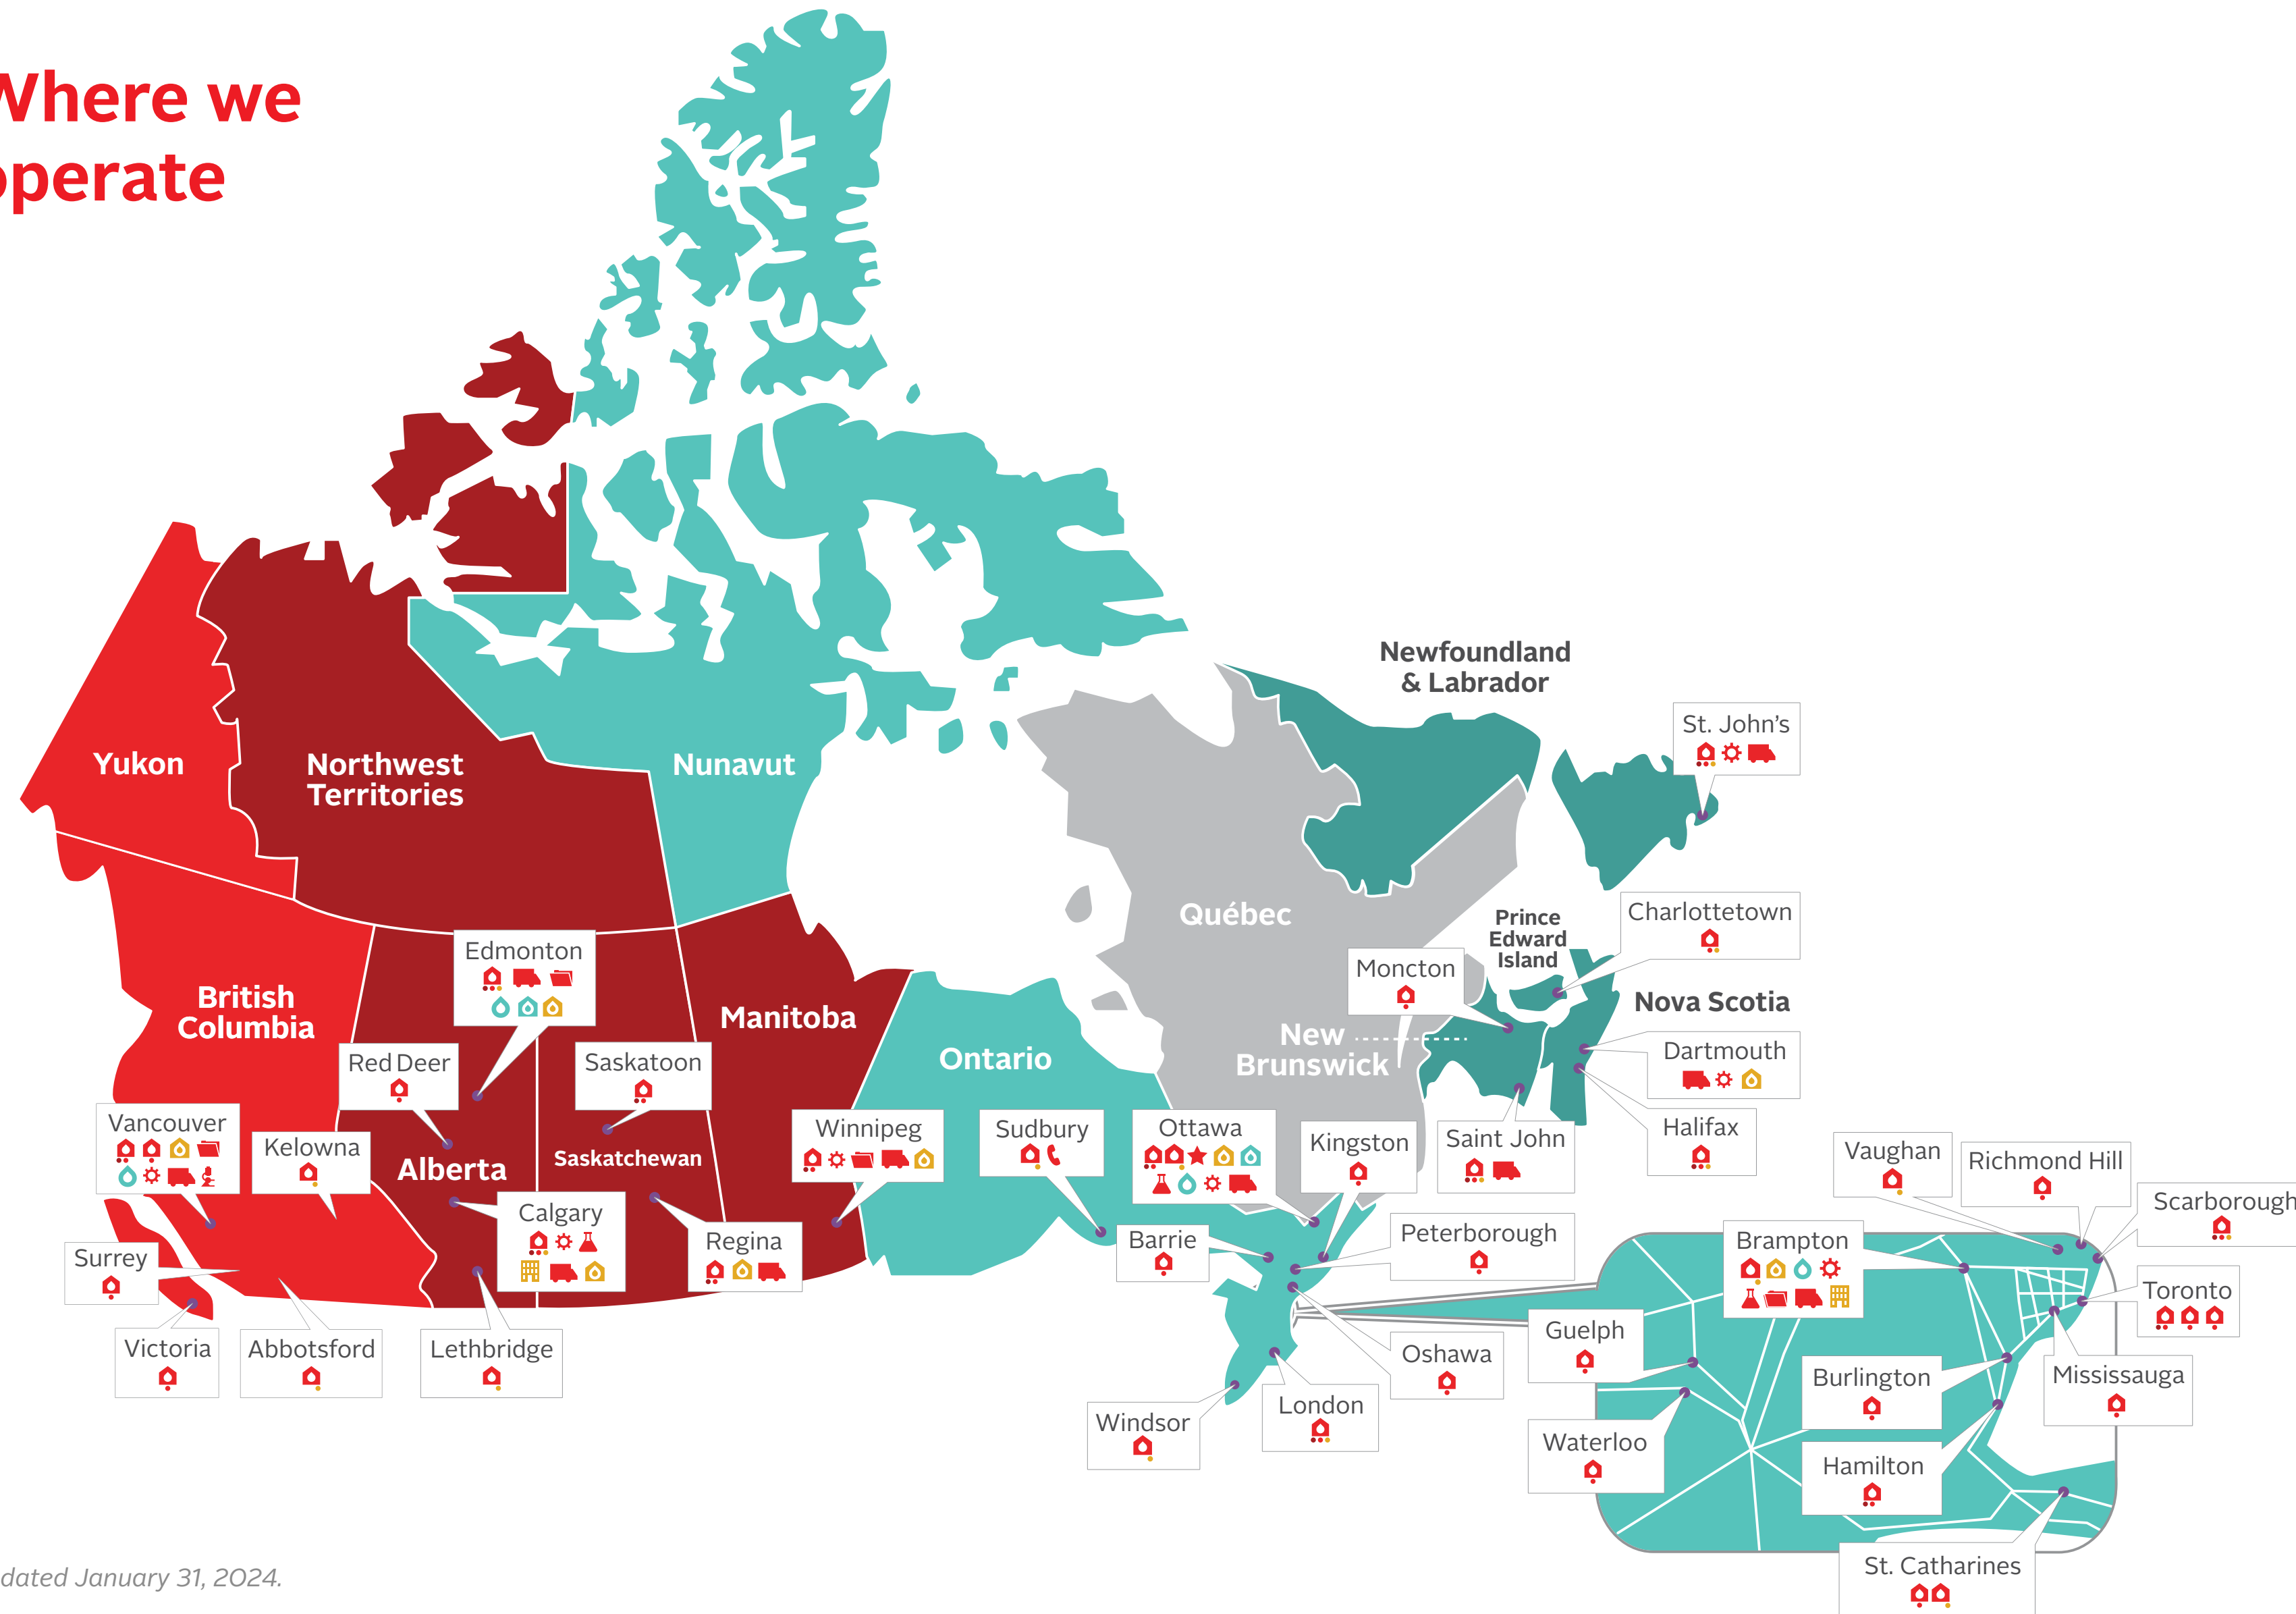 Where we
operate
Newfoundland
& Labrador
St. John’s
Yukon
Northwest
Territories
Nunavut
Québec
Prince
Edward
Island
Charlottetown
Moncton
Nova Scotia
Edmonton
British
Columbia
Manitoba
Ontario
New
Brunswick
Dartmouth
Red Deer
Saskatoon
Vancouver
Kelowna
Alberta
Saskatchewan
Winnipeg
Sudbury
Ottawa
Kingston
Saint John
Halifax
Vaughan
Richmond Hill
Scarborough
Calgary
Regina
Barrie
Peterborough
Brampton
Surrey
Toronto
Victoria
Abbotsford
Lethbridge
Oshawa
Guelph
Burlington
Mississauga
Windsor
London
Waterloo
Hamilton
St. Catharines
dated January 31, 2024.